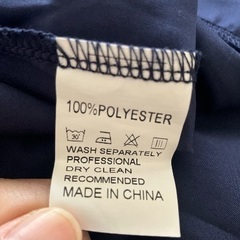 100%POLYESTER
WASH SEPARATELY
PROFESSIONAL
DRY CLEAN
RECOMMENDED
MADE IN CHINA